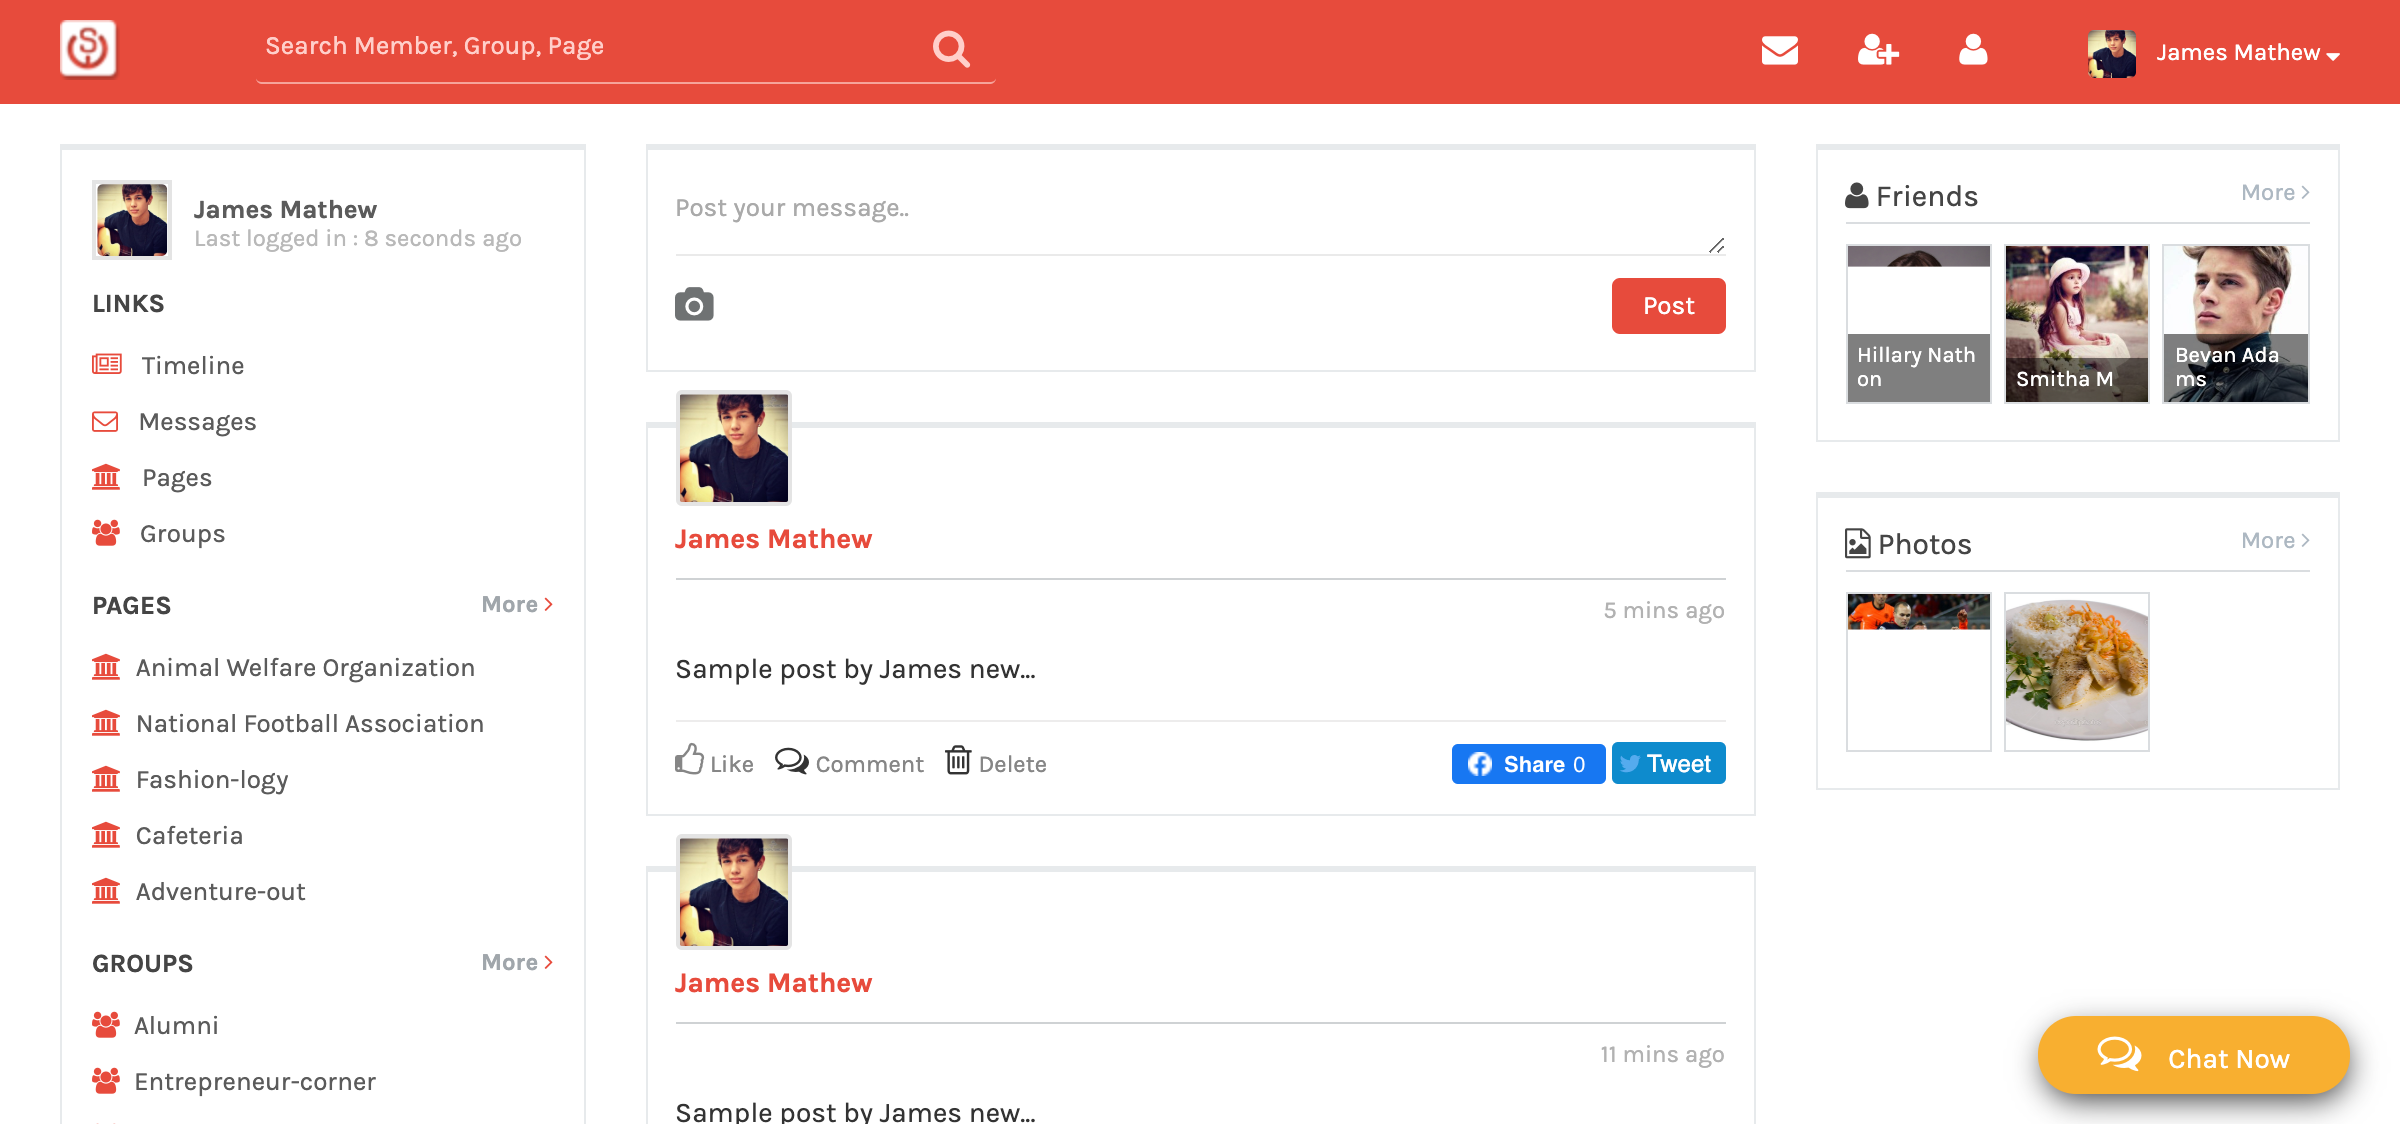 Search Member, Group, Page
James Mathew
James Mathew
Last logged in : 8 seconds ago
LINKS
Timeline
Messages
Pages
Groups
PAGES
More
Animal Welfare Organization
National Football Association
Fashion-logy
Cafeteria
Adventure-out
GROUPS
More
Alumni
Entrepreneur-corner
Post your message..
Post
James Mathew
5 mins ago
Sample post by James new...
Like
Comment
Delete
Share 0
Tweet
James Mathew
11 mins ago
Sample post by James new...
Friends
More
Hillary Nath
on
Smitha M
Bevan Ada
ms
Photos
More
Chat Now